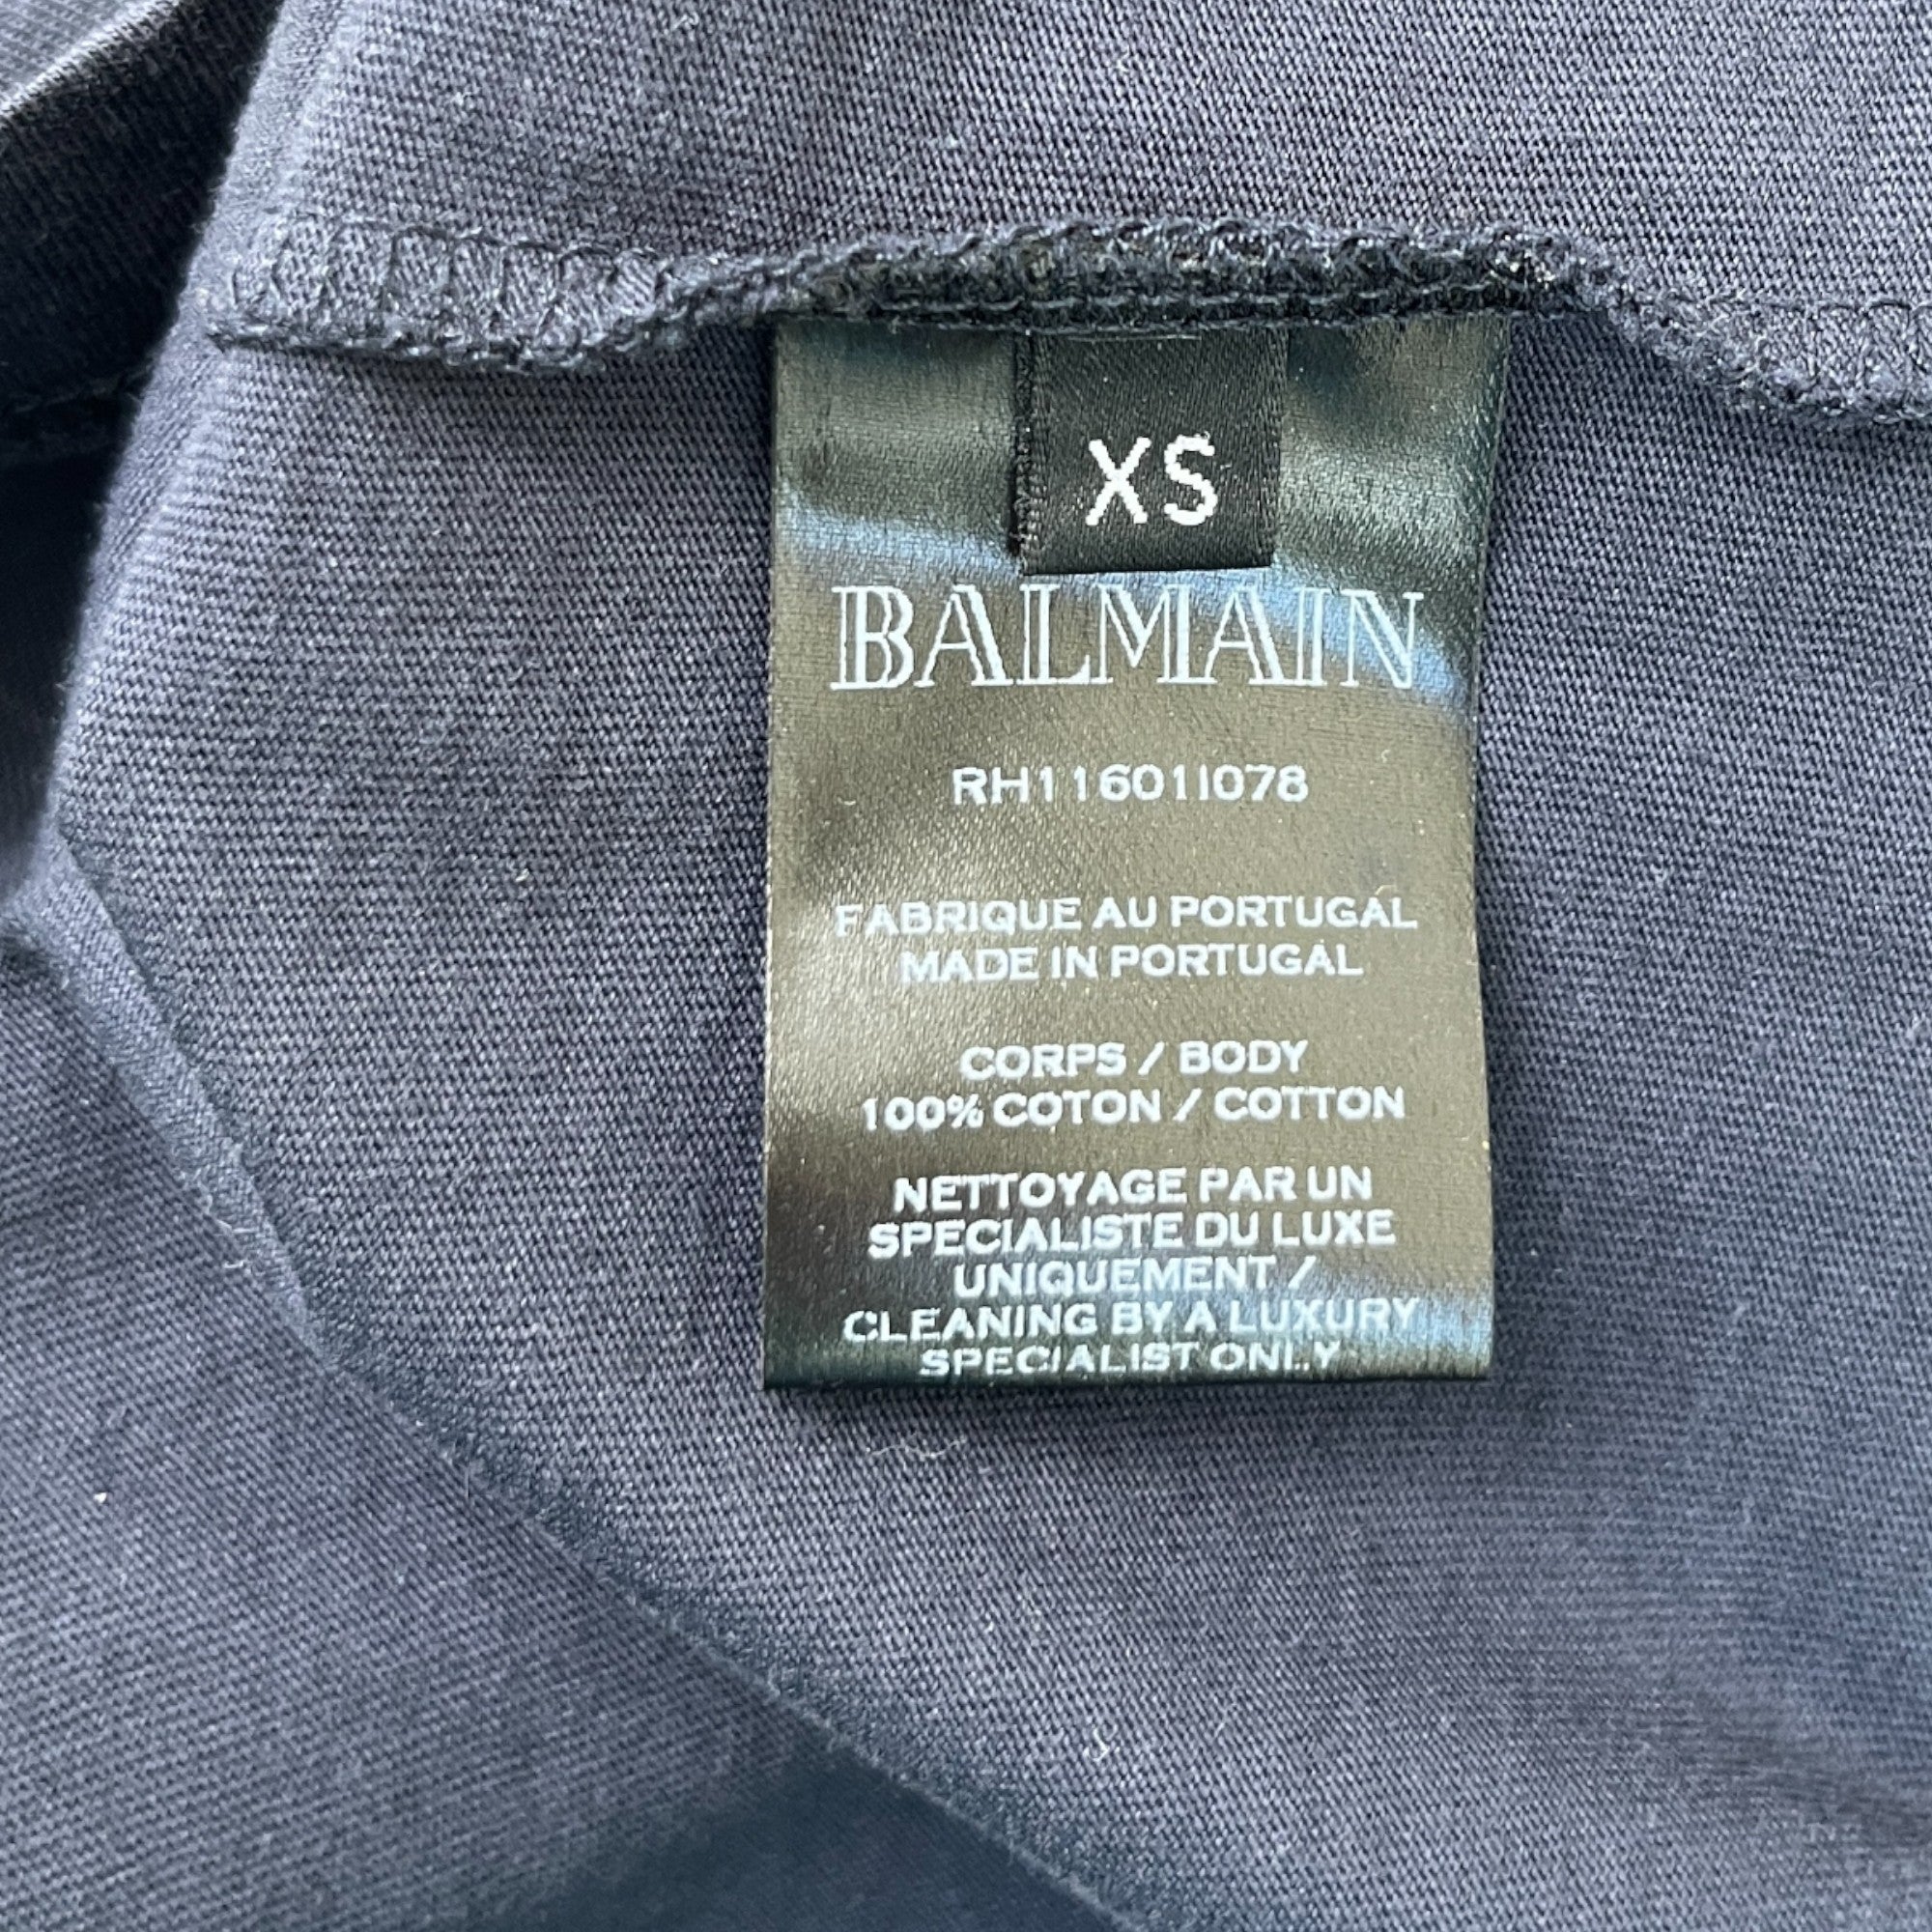 XS
BALMAIN
RH11601I078
FABRIQUE AU PORTUGAL
MADE IN PORTUGAL
CORPS / BODY
100% COTON / COTTON
NETTOYAGE PAR UN
SPECIALISTE DU LUXE
UNIQUEMENT /
CLEANING BY A LUXURY
SPECIALIST ONLY